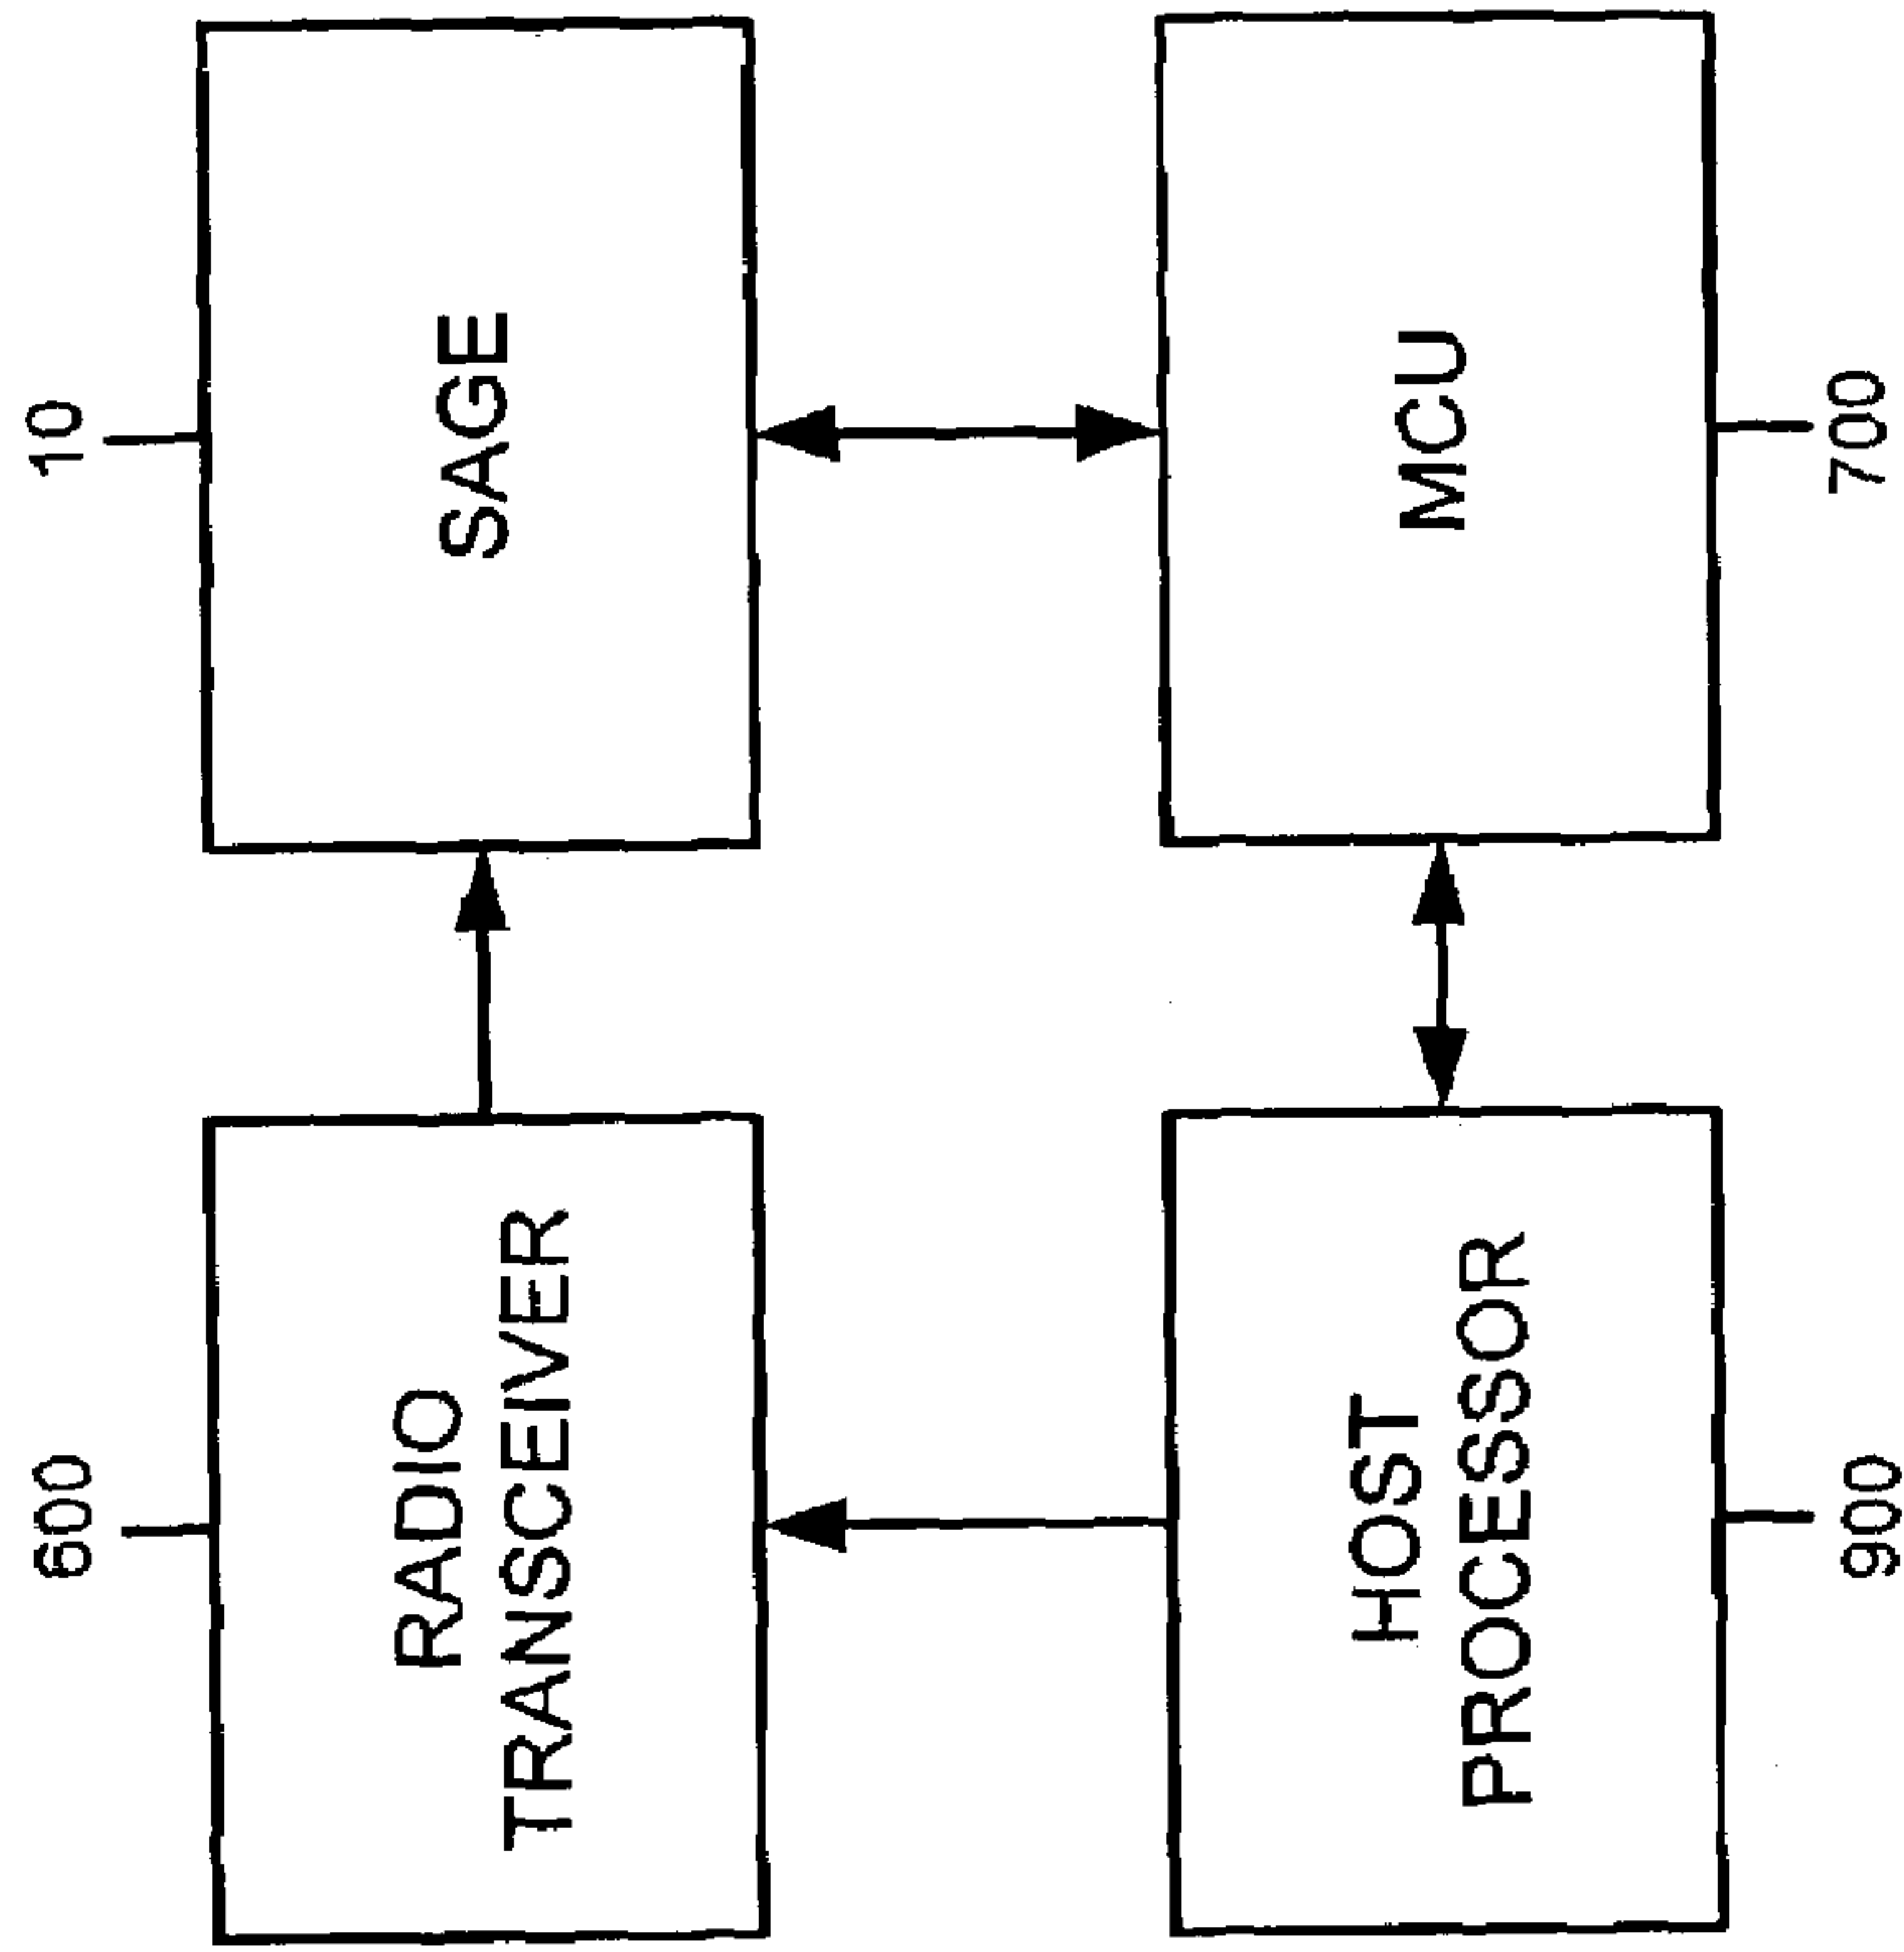 600
RADIO
TRANSCEIVER
10
SAGE
HOST
PROCESSOR
900
MCU
700